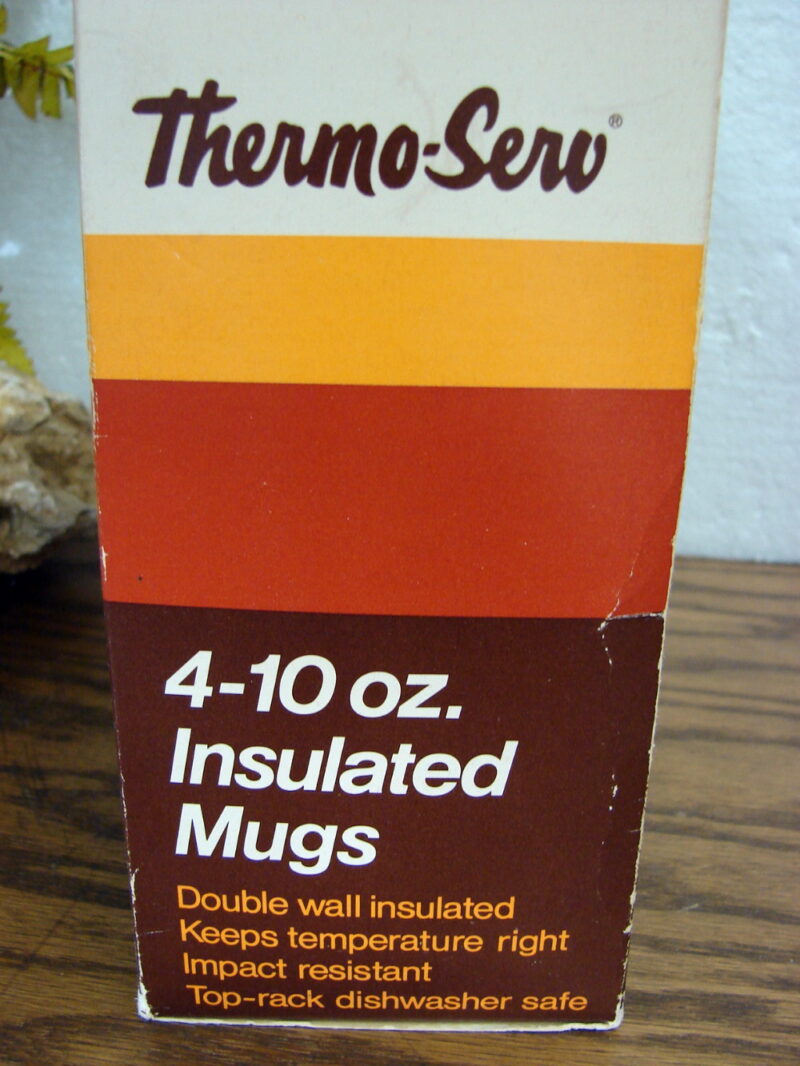 Thermo-Serv®
4-10 oz.
Insulated
Mugs
Double wall insulated
Keeps temperature right
Impact resistant
Top-rack dishwasher safe